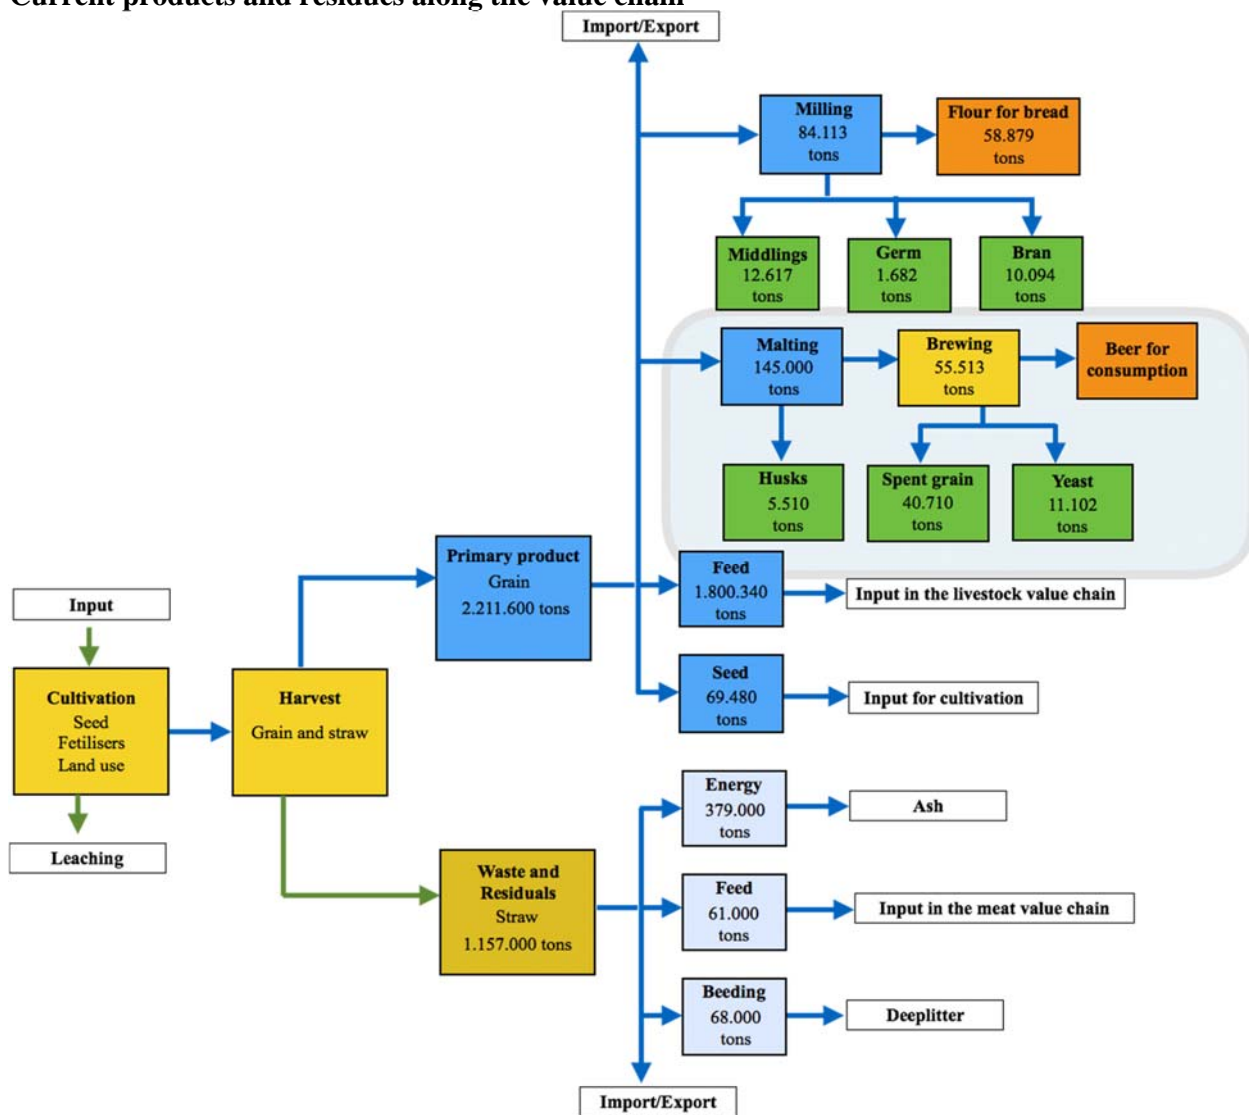 Current products and residues along the value chain
Import/Export
Milling
84.113
tons
Flour for bread
58.879
tons
Middlings
12.617
tons
Germ
1.682
tons
Bran
10.094
tons
Malting
145.000
tons
Brewing
55.513
tons
Beer for
consumption
Husks
5.510
tons
Spent grain
40.710
tons
Yeast
11.102
tons
Primary product
Grain
2.211.600 tons
Feed
1.800.340
tons
Input in the livestock value chain
Input
Cultivation
Seed
Fetilisers
Land use
Harvest
Grain and straw
Seed
69.480
tons
Input for cultivation
Leaching
Waste and
Residuals
Straw
1.157.000 tons
Energy
379.000
tons
Ash
Feed
61.000
tons
Input in the meat value chain
Beeding
68.000
tons
Deeplitter
Import/Export